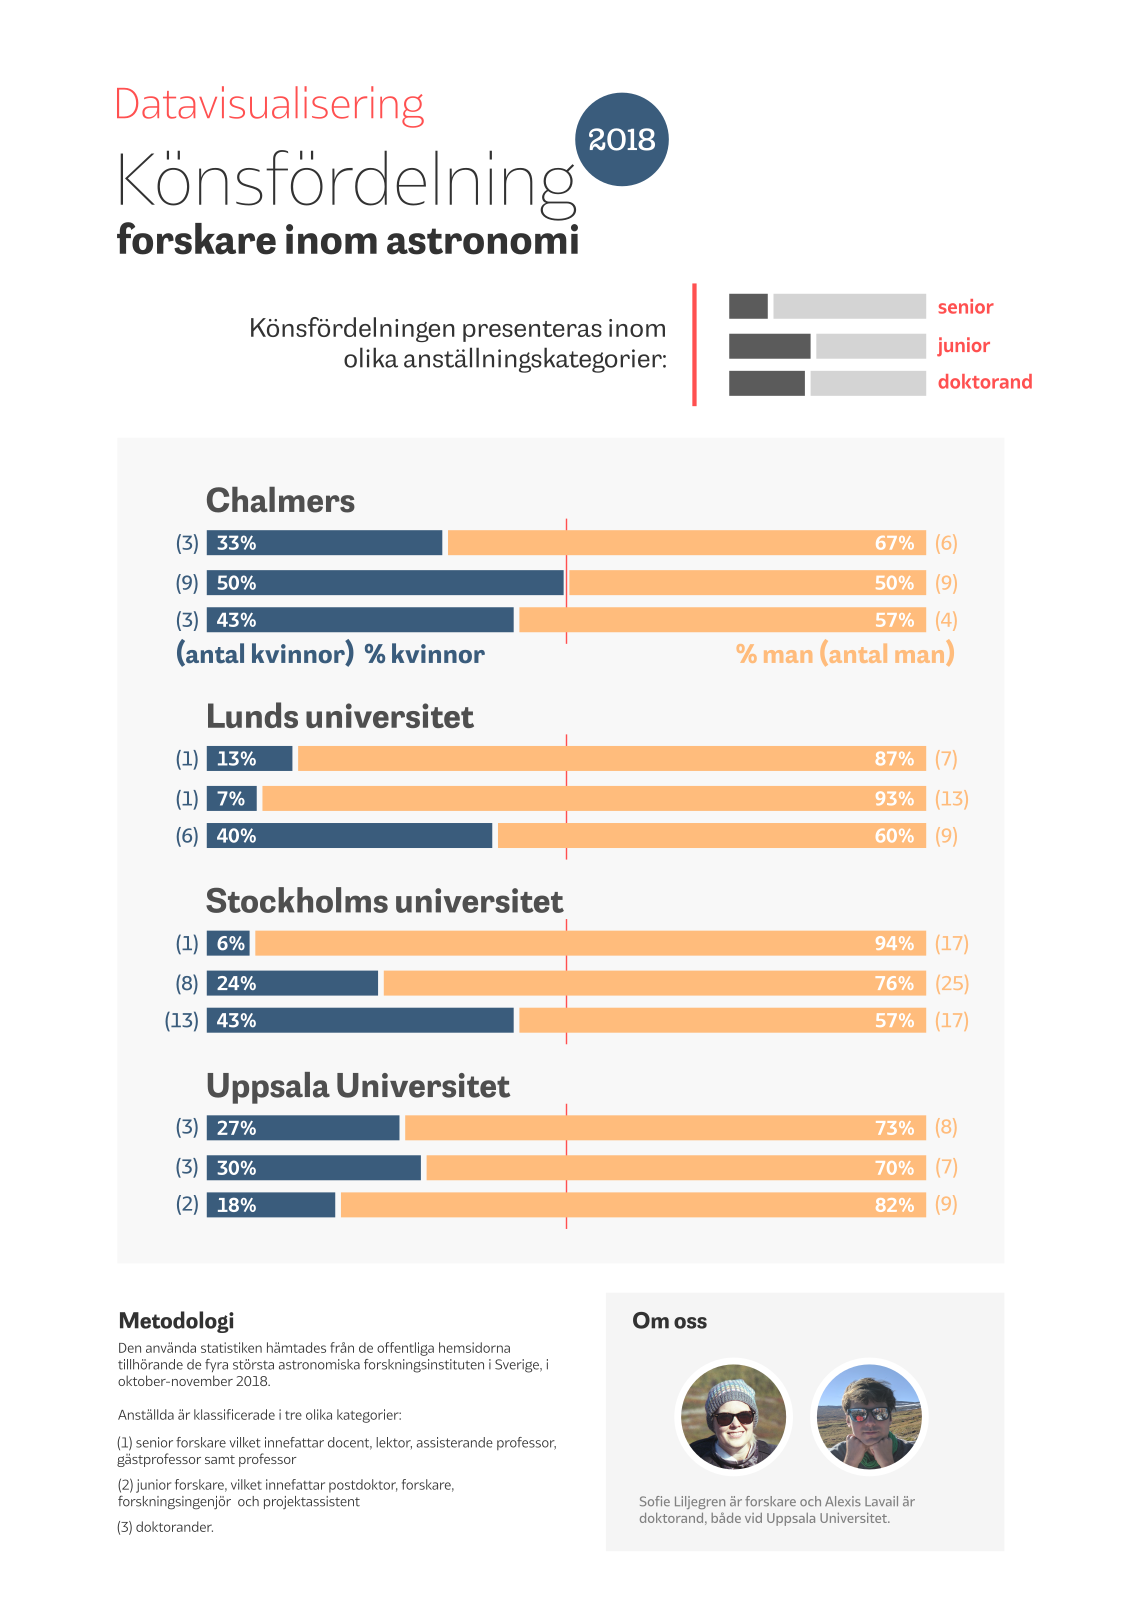 Datavisualisering
2018
Könsfördelning
forskare inom astronomi
Könsfördelningen presenteras inom
olika anställningskategorier:
senior
junior
doktorand
Chalmers
(3) 33% 67% (6)
(9) 50% 50% (9)
(3) 43% 57% (4)
(antal kvinnor) % kvinnor % man (antal man)
Lunds universitet
(1) 13% 87% (7)
(1) 7% 93% (13)
(6) 40% 60% (9)
Stockholms universitet
(1) 6% 94% (17)
(8) 24% 76% (25)
(13) 43% 57% (17)
Uppsala Universitet
(3) 27% 73% (8)
(3) 30% 70% (7)
(2) 18% 82% (9)
Metodologi
Den använda statistiken hämtades från de offentliga hemsidorna
tillhörande de fyra största astronomiska forskningsinstituten i Sverige, i
oktober-november 2018.
Anställda är klassificerade i tre olika kategorier:
(1) senior forskare vilket innefattar docent, lektor, assisterande professor,
gästprofessor samt professor
(2) junior forskare, vilket innefattar postdoktor, forskare,
forskningsingenjör och projektassistent
(3) doktorander.
Om oss
Sofie Liljegren är forskare och Alexis Lavail är
doktorand, både vid Uppsala Universitet.